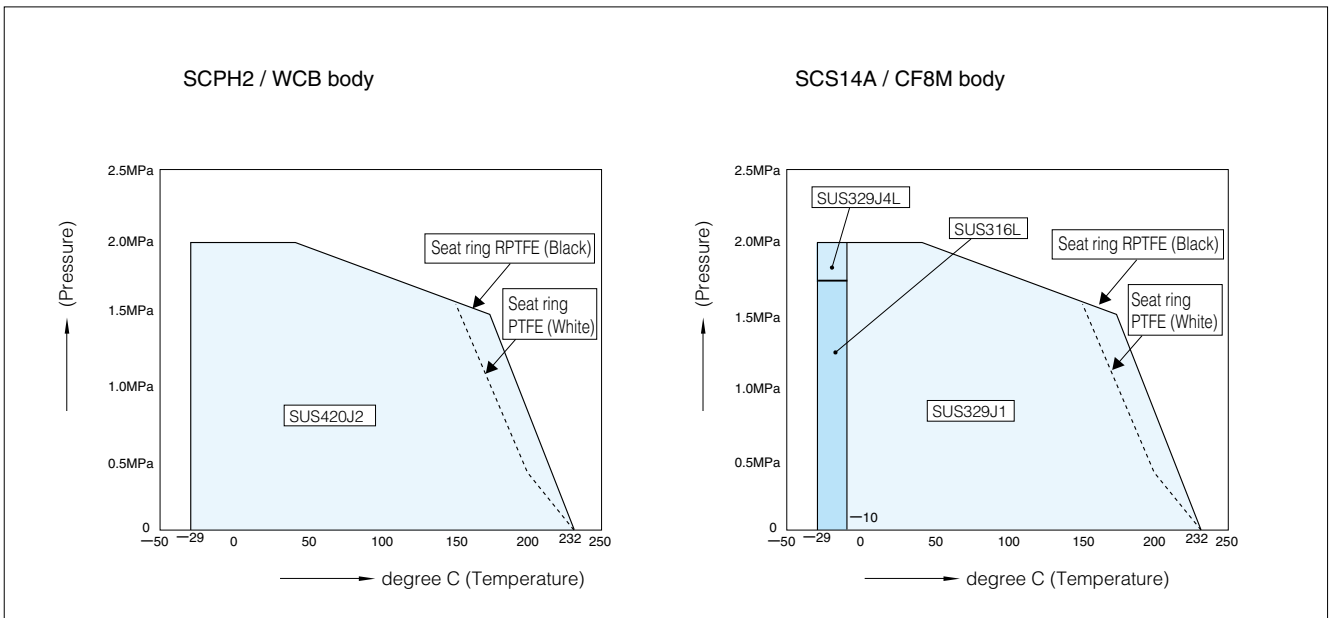 SCPH2 / WCB body
2.5MPa
2.0MPa
1.5MPa
1.0MPa
0.5MPa
0
(Pressure)
Seat ring RPTFE (Black)
Seat ring
PTFE (White)
SUS420J2
—50
—29
0
50
100
150
200
232
250
degree C (Temperature)
SCS14A / CF8M body
2.5MPa
2.0MPa
1.5MPa
1.0MPa
0.5MPa
0
(Pressure)
SUS329J4L
SUS316L
Seat ring RPTFE (Black)
Seat ring
PTFE (White)
SUS329J1
—10
—50
—29
0
50
100
150
200
232
250
degree C (Temperature)